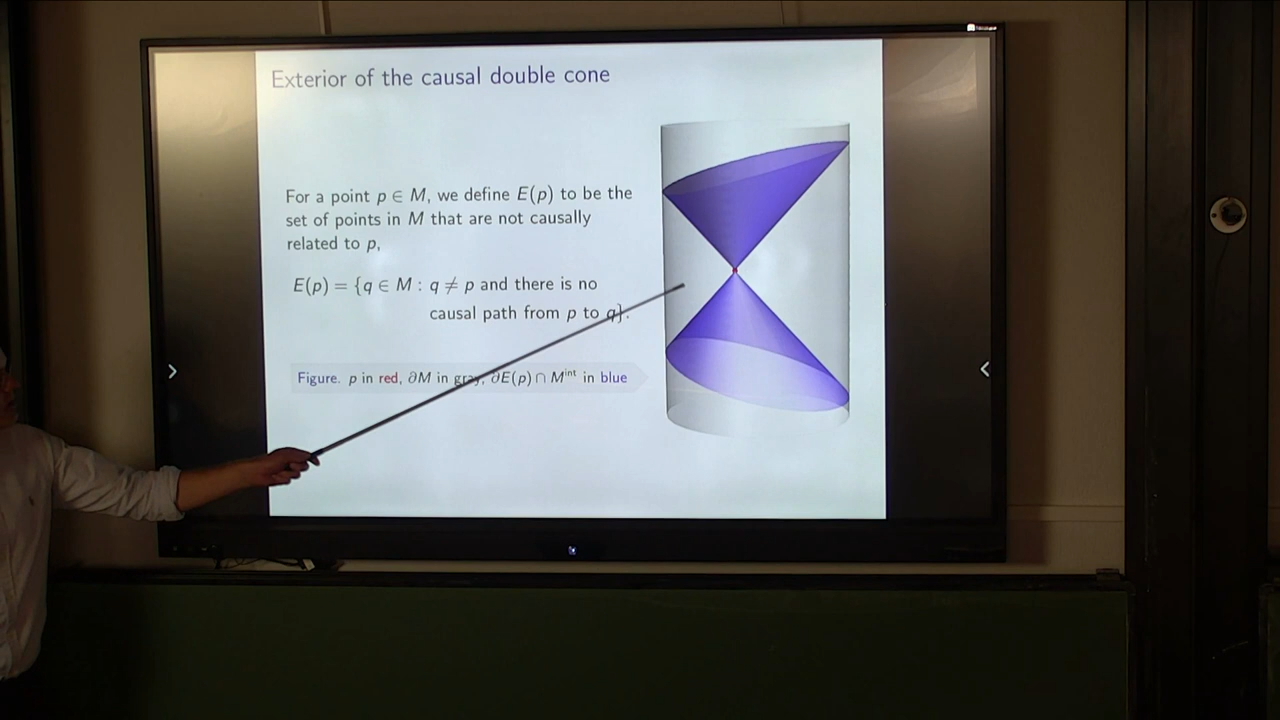 Exterior of the causal double cone
For a point p ∈ M, we define E(p) to be the
set of points in M that are not causally
related to p,
E(p) = {q ∈ M : q ≠ p and there is no
causal path from p to q}.
Figure. p in red, ∂M in gray, ∂E(p) ∩ Mⁱⁿᵗ in blue